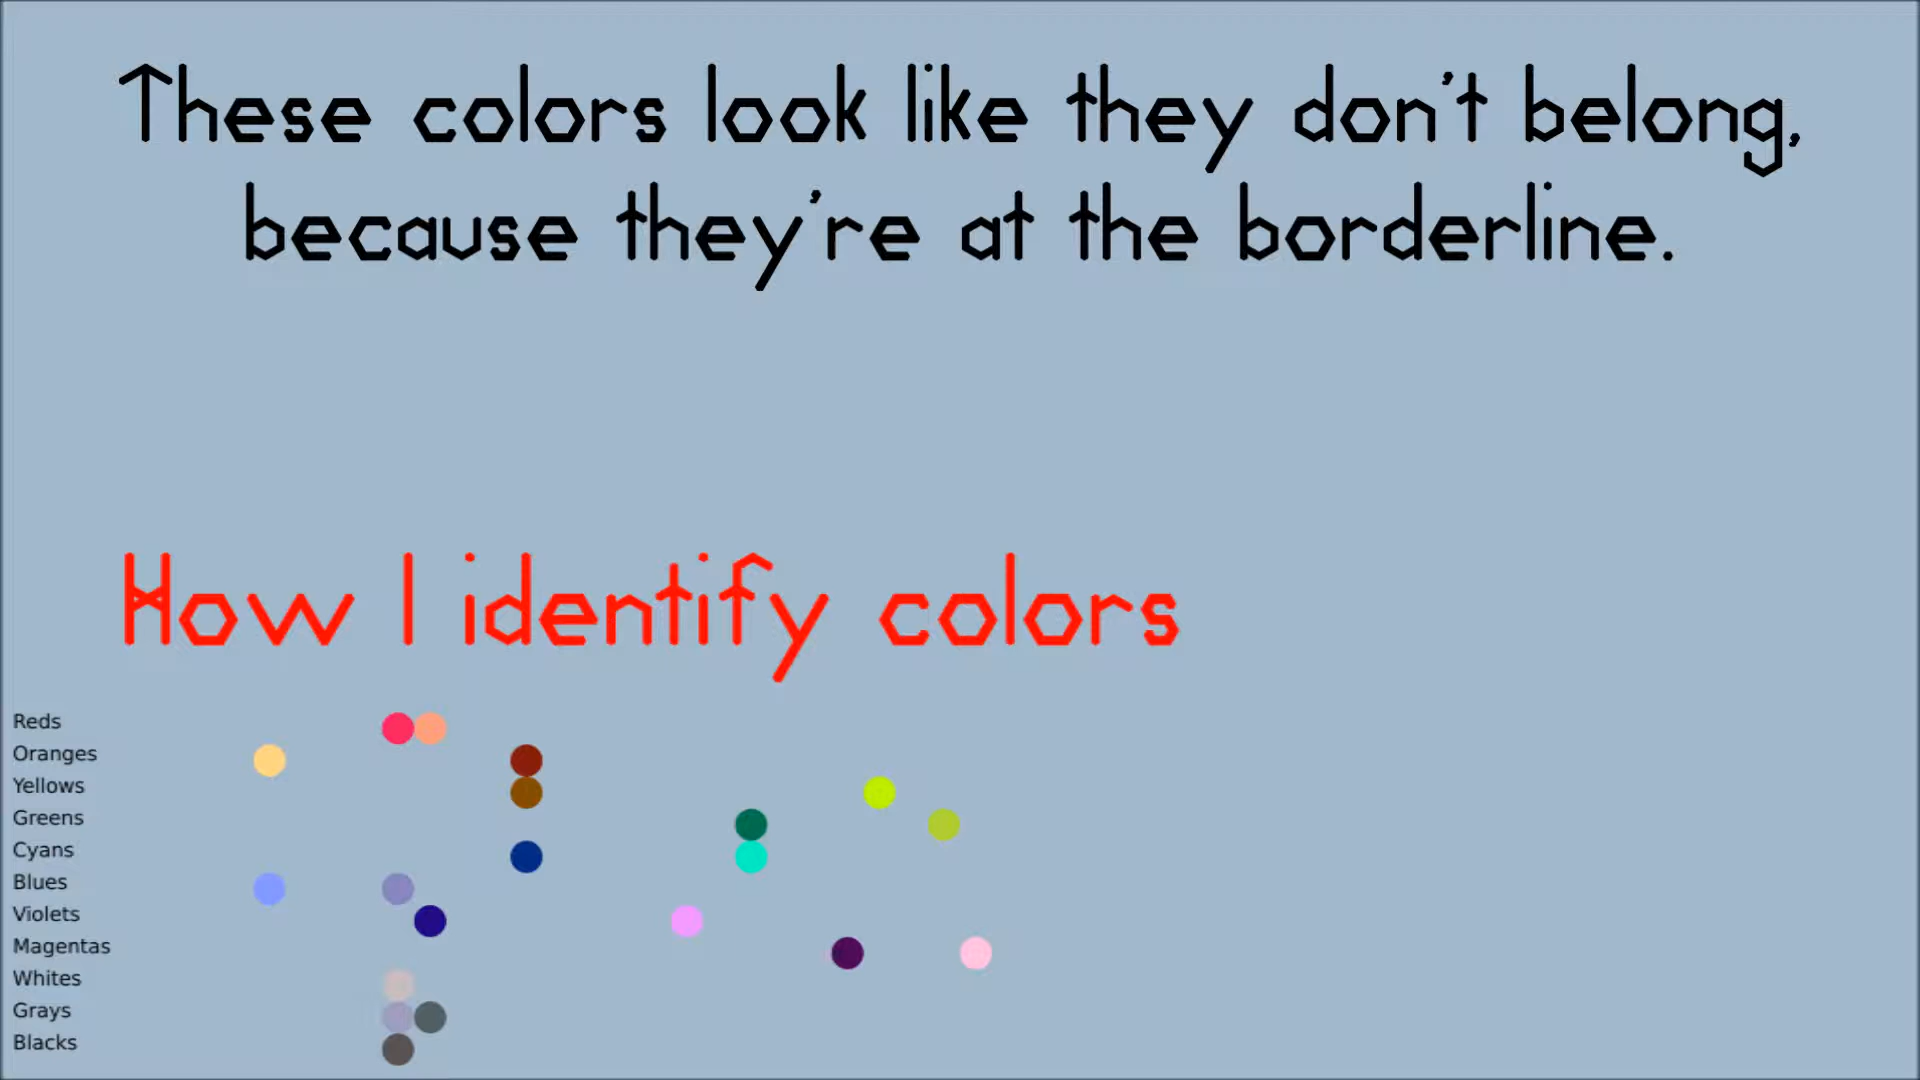 These colors look like they don't belong,
because they're at the borderline.
How I identify colors
Reds
Oranges
Yellows
Greens
Cyans
Blues
Violets
Magentas
Whites
Grays
Blacks